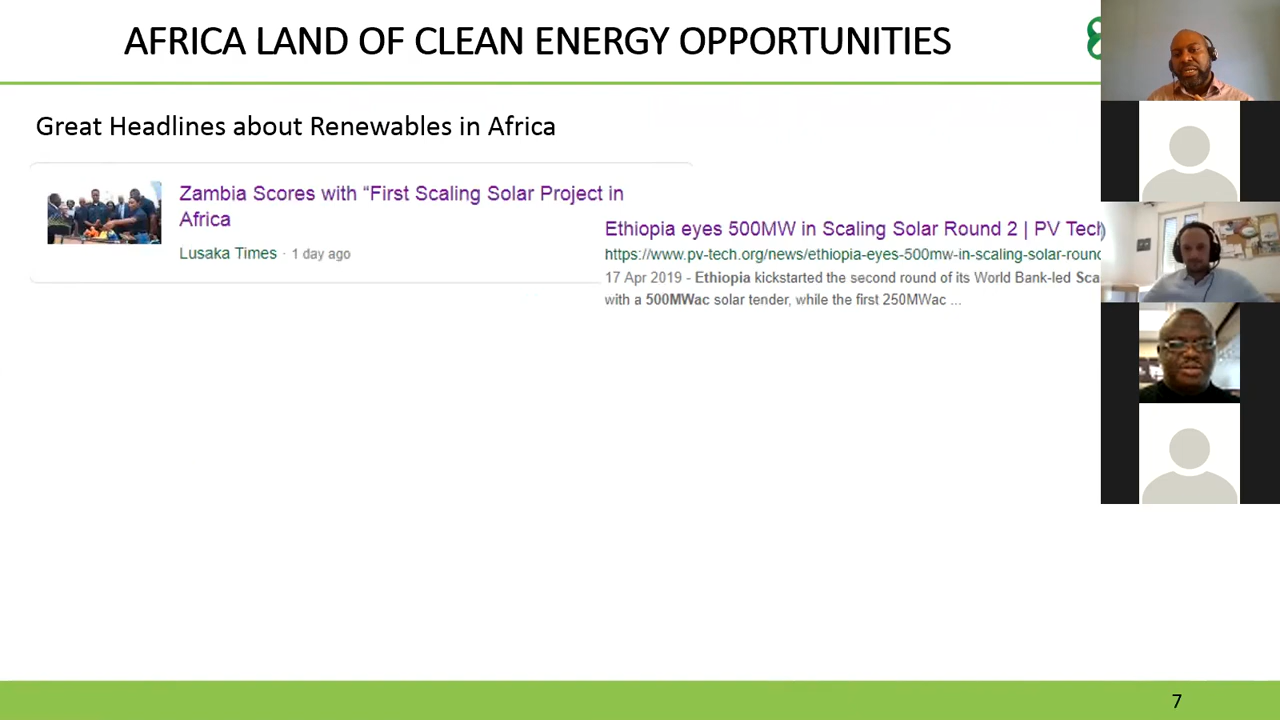 AFRICA LAND OF CLEAN ENERGY OPPORTUNITIES
Great Headlines about Renewables in Africa
Zambia Scores with “First Scaling Solar Project in
Africa
Lusaka Times · 1 day ago
Ethiopia eyes 500MW in Scaling Solar Round 2 | PV Tech
https://www.pv-tech.org/news/ethiopia-eyes-500mw-in-scaling-solar-round
17 Apr 2019 - Ethiopia kickstarted the second round of its World Bank-led Sca
with a 500MWac solar tender, while the first 250MWac ...
7